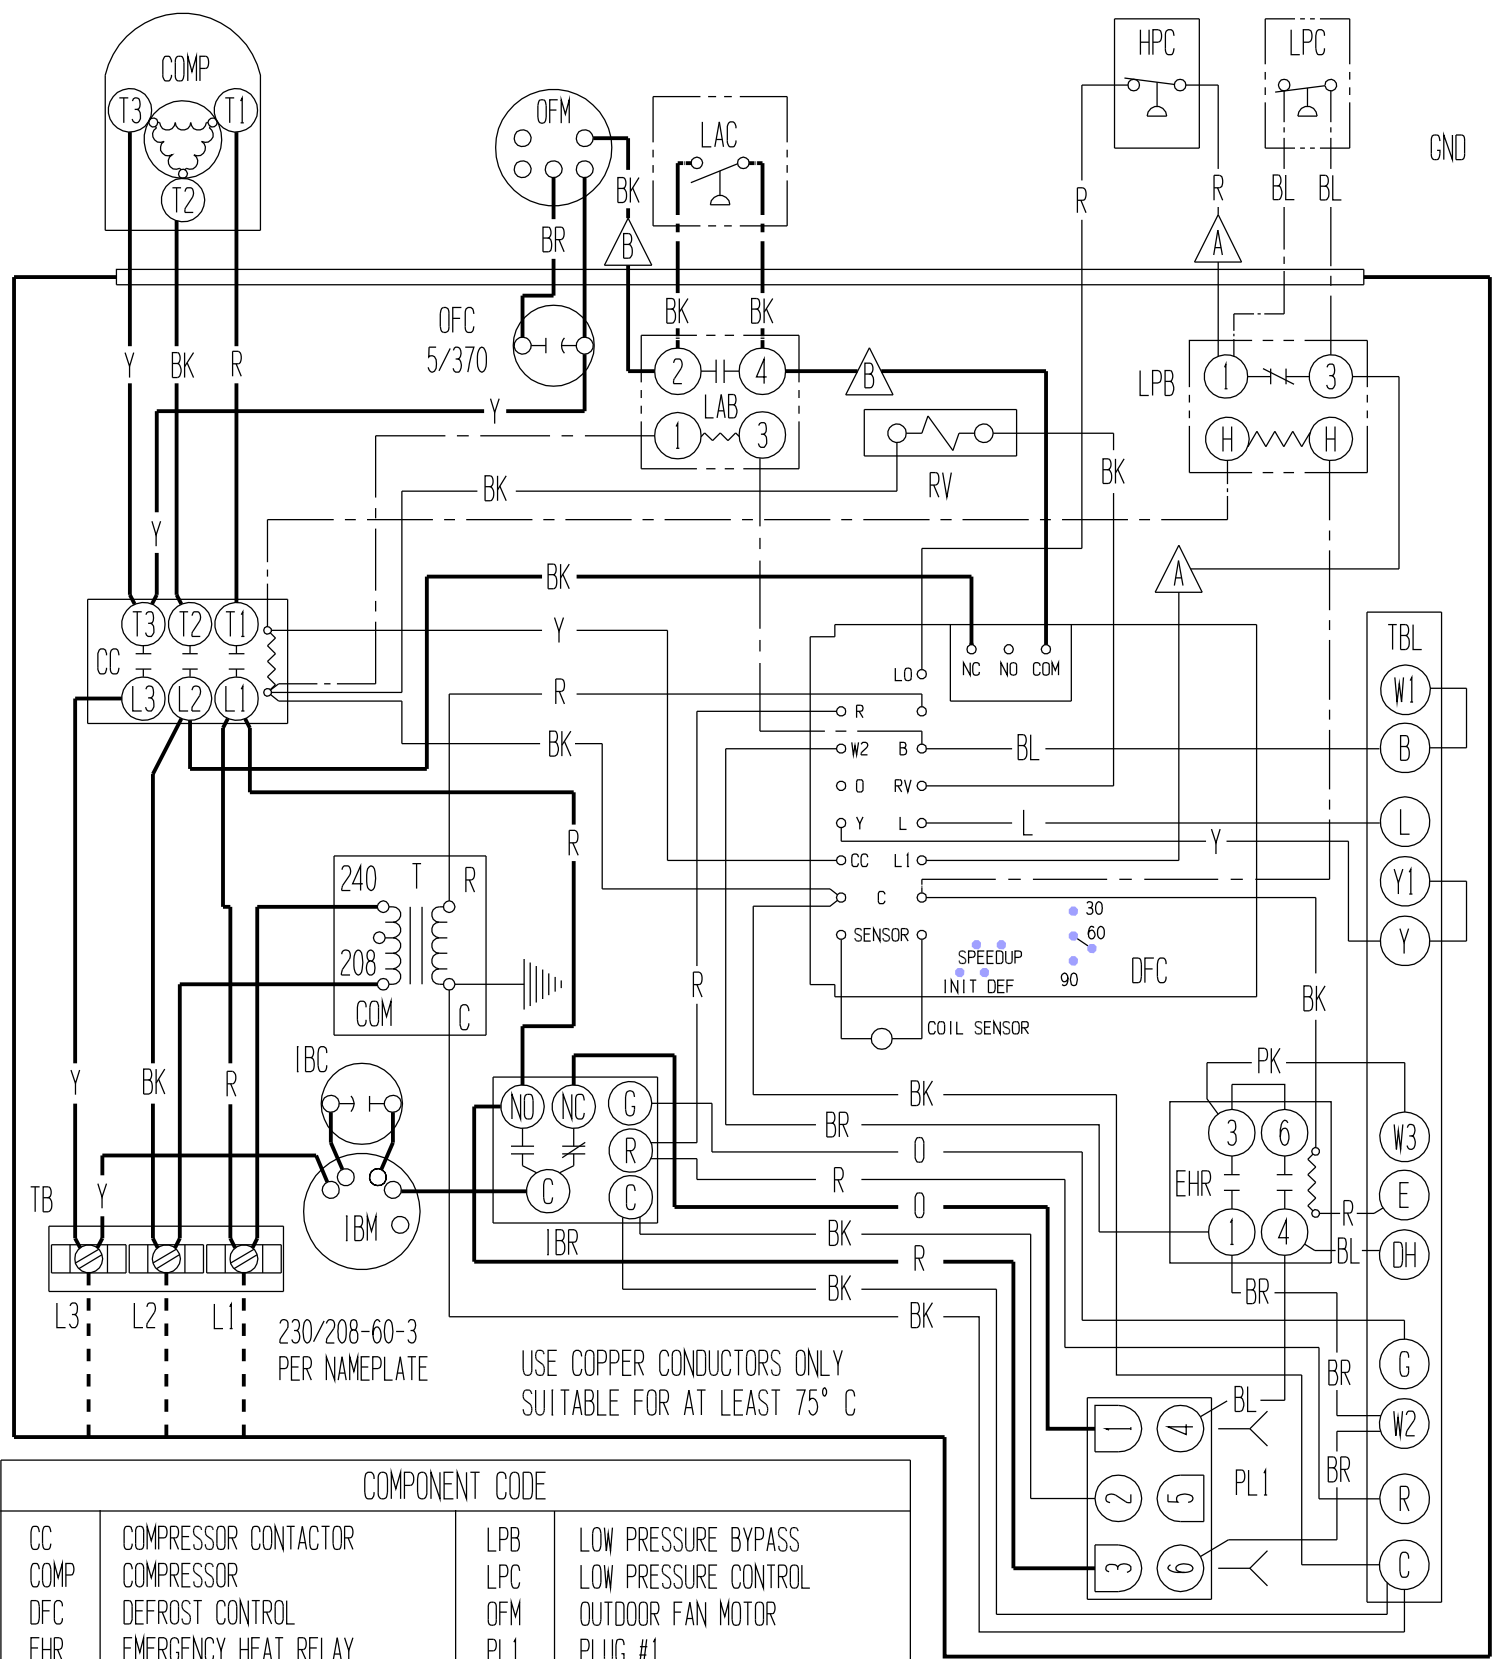 HPC LPC
COMP
OFM
T3 T1
LAC
GND
T2
BK R R BL BL
BR B A
BK BK
OFC
5/370
Y BK R
2 4 B
LPB 1 3
Y
LAB
1 3
H H
BK RV BK
Y
BK A
T3 T2 T1
Y
TBL
CC
NC NO COM
LO
W1
L3 L2 L1
R
R
BK
W2 B BL B
O RV
R
Y L L L
Y
CC L1
240 T R
Y1
C
30
208
SENSOR
60
SPEEDUP
Y
INIT DEF
90
DFC
R
BK
COM C
COIL SENSOR
IBC
PK
Y BK R
BK
NO NC G
BR
3 6 W3
O
R
Y
R
EHR E
TB
C C
O
R
IBM
BK
1 4
IBR
BL DH
R
BK
BR
L3 L2 L1
BK
230/208-60-3
PER NAMEPLATE
USE COPPER CONDUCTORS ONLY
SUITABLE FOR AT LEAST 75° C
G
BR
BL
1 4 W2
BR
PL1
2 5 R
3 6 C
COMPONENT CODE
CC COMPRESSOR CONTACTOR LPB LOW PRESSURE BYPASS
COMP COMPRESSOR LPC LOW PRESSURE CONTROL
DFC DEFROST CONTROL OFM OUTDOOR FAN MOTOR
EHR EMERGENCY HEAT RELAY PL1 PLUG #1